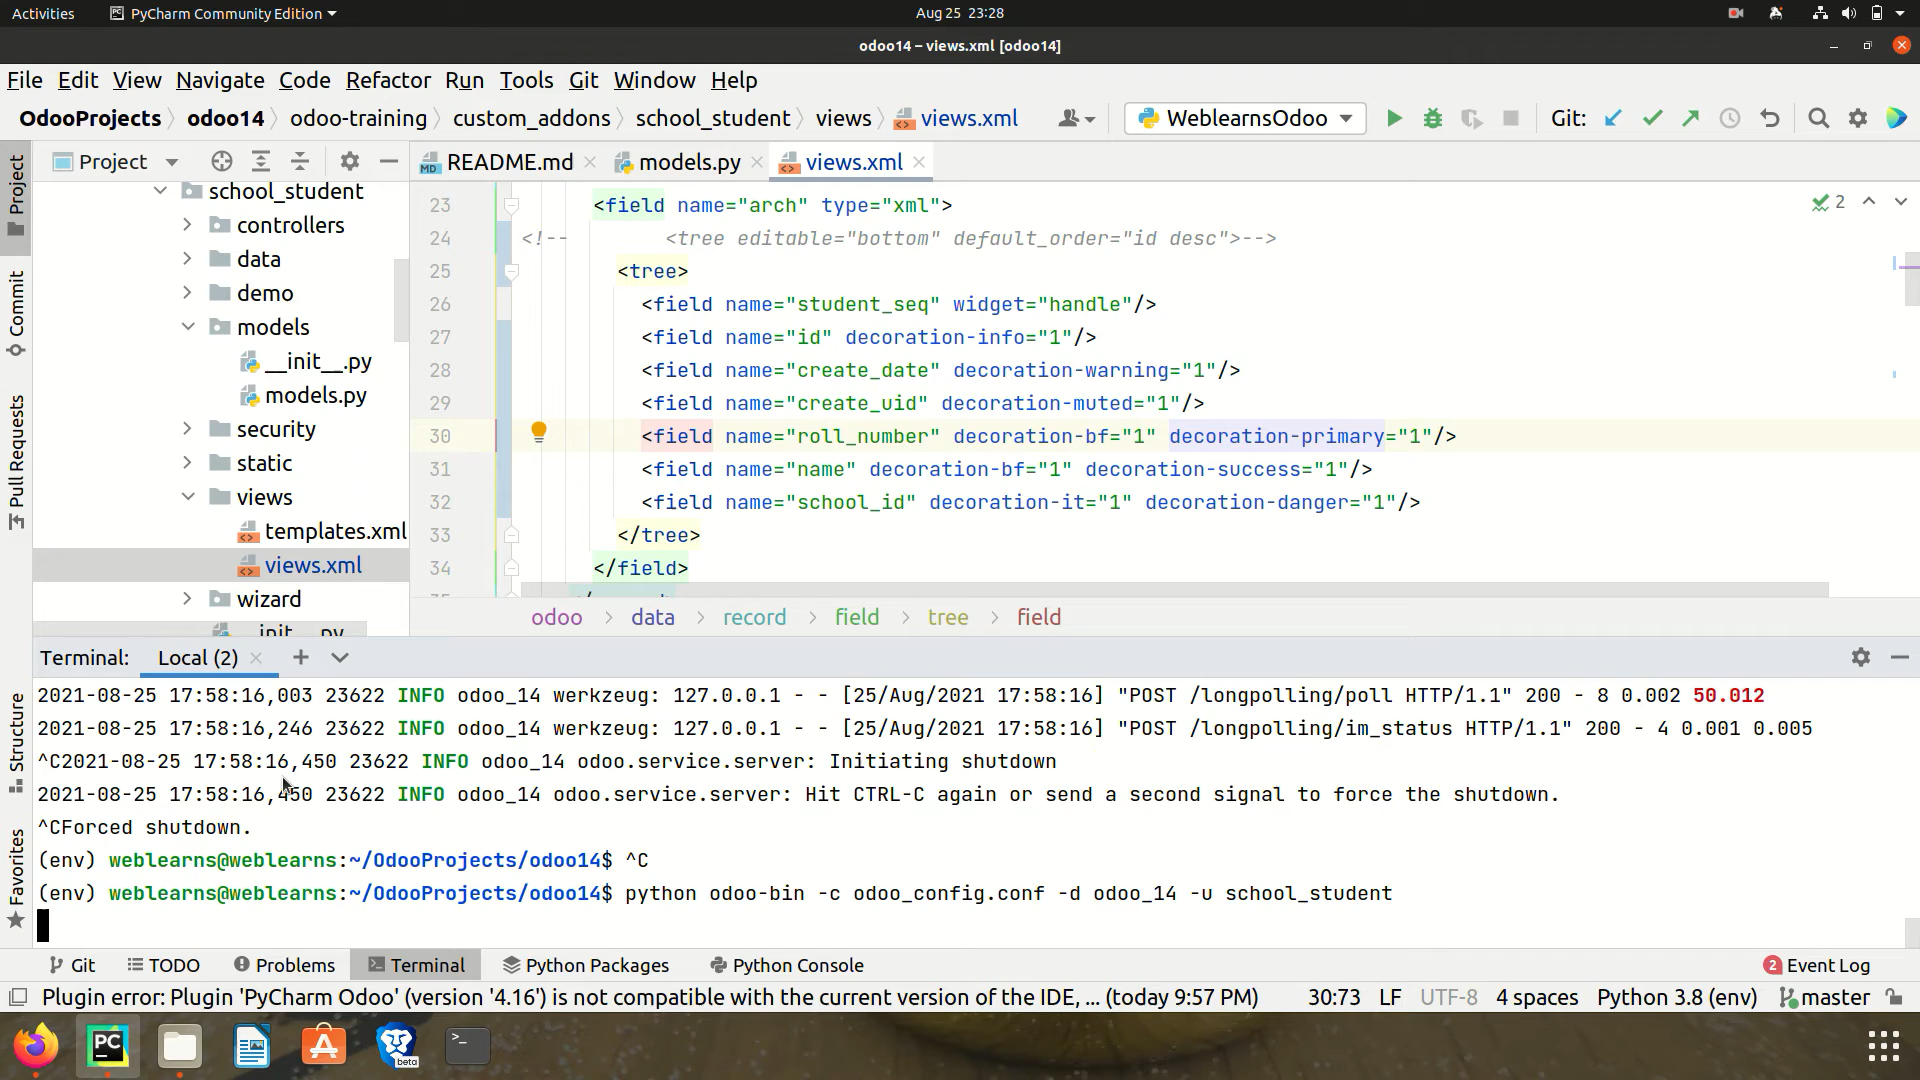 Activities PyCharm Community Edition Aug 25 23:28
odoo14 – views.xml [odoo14]
File Edit View Navigate Code Refactor Run Tools Git Window Help
OdooProjects odoo14 odoo-training custom_addons school_student views views.xml WeblearnsOdoo Git:
Project README.md models.py views.xml
Project
Commit
Pull Requests
Structure
Favorites
school_student
controllers
data
demo
models
__init__.py
models.py
security
static
views
templates.xml
views.xml
wizard
__init__.py
2
23 <field name="arch" type="xml">
24 <!-- <tree editable="bottom" default_order="id desc">-->
25 <tree>
26 <field name="student_seq" widget="handle"/>
27 <field name="id" decoration-info="1"/>
28 <field name="create_date" decoration-warning="1"/>
29 <field name="create_uid" decoration-muted="1"/>
30 <field name="roll_number" decoration-bf="1" decoration-primary="1"/>
31 <field name="name" decoration-bf="1" decoration-success="1"/>
32 <field name="school_id" decoration-it="1" decoration-danger="1"/>
33 </tree>
34 </field>
odoo > data > record > field > tree > field
Terminal: Local (2)
2021-08-25 17:58:16,003 23622 INFO odoo_14 werkzeug: 127.0.0.1 - - [25/Aug/2021 17:58:16] "POST /longpolling/poll HTTP/1.1" 200 - 8 0.002 50.012
2021-08-25 17:58:16,246 23622 INFO odoo_14 werkzeug: 127.0.0.1 - - [25/Aug/2021 17:58:16] "POST /longpolling/im_status HTTP/1.1" 200 - 4 0.001 0.005
^C2021-08-25 17:58:16,450 23622 INFO odoo_14 odoo.service.server: Initiating shutdown
2021-08-25 17:58:16,450 23622 INFO odoo_14 odoo.service.server: Hit CTRL-C again or send a second signal to force the shutdown.
^CForced shutdown.
(env) weblearns@weblearns:~/OdooProjects/odoo14$ ^C
(env) weblearns@weblearns:~/OdooProjects/odoo14$ python odoo-bin -c odoo_config.conf -d odoo_14 -u school_student
Git TODO Problems Terminal Python Packages Python Console 2 Event Log
Plugin error: Plugin 'PyCharm Odoo' (version '4.16') is not compatible with the current version of the IDE, ... (today 9:57 PM) 30:73 LF UTF-8 4 spaces Python 3.8 (env) master
PC
beta